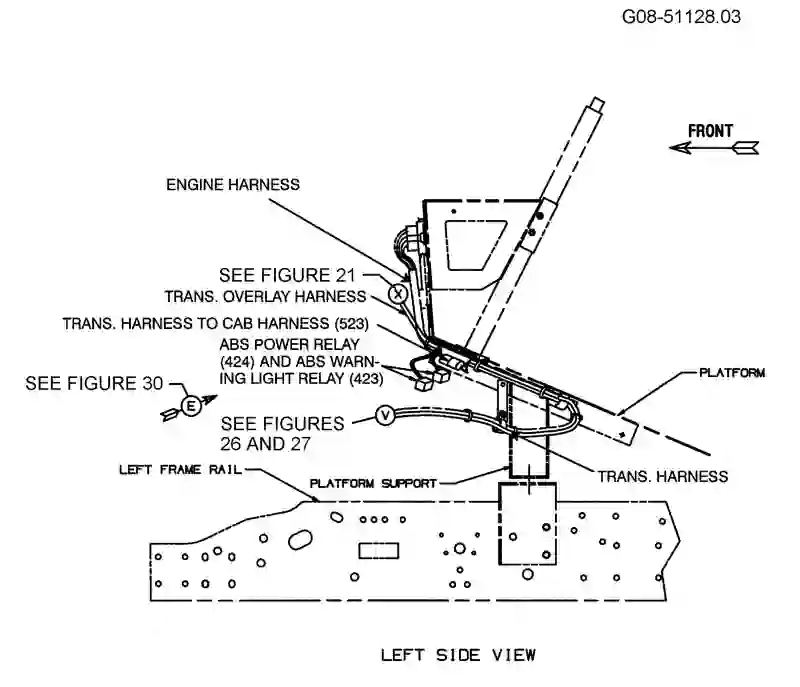 G08-51128.03
FRONT
ENGINE HARNESS
SEE FIGURE 21
X
TRANS. OVERLAY HARNESS
TRANS. HARNESS TO CAB HARNESS (523)
ABS POWER RELAY
(424) AND ABS WARN-
ING LIGHT RELAY (423)
PLATFORM
SEE FIGURE 30
E
SEE FIGURES
26 AND 27
V
LEFT FRAME RAIL
PLATFORM SUPPORT
TRANS. HARNESS
LEFT SIDE VIEW